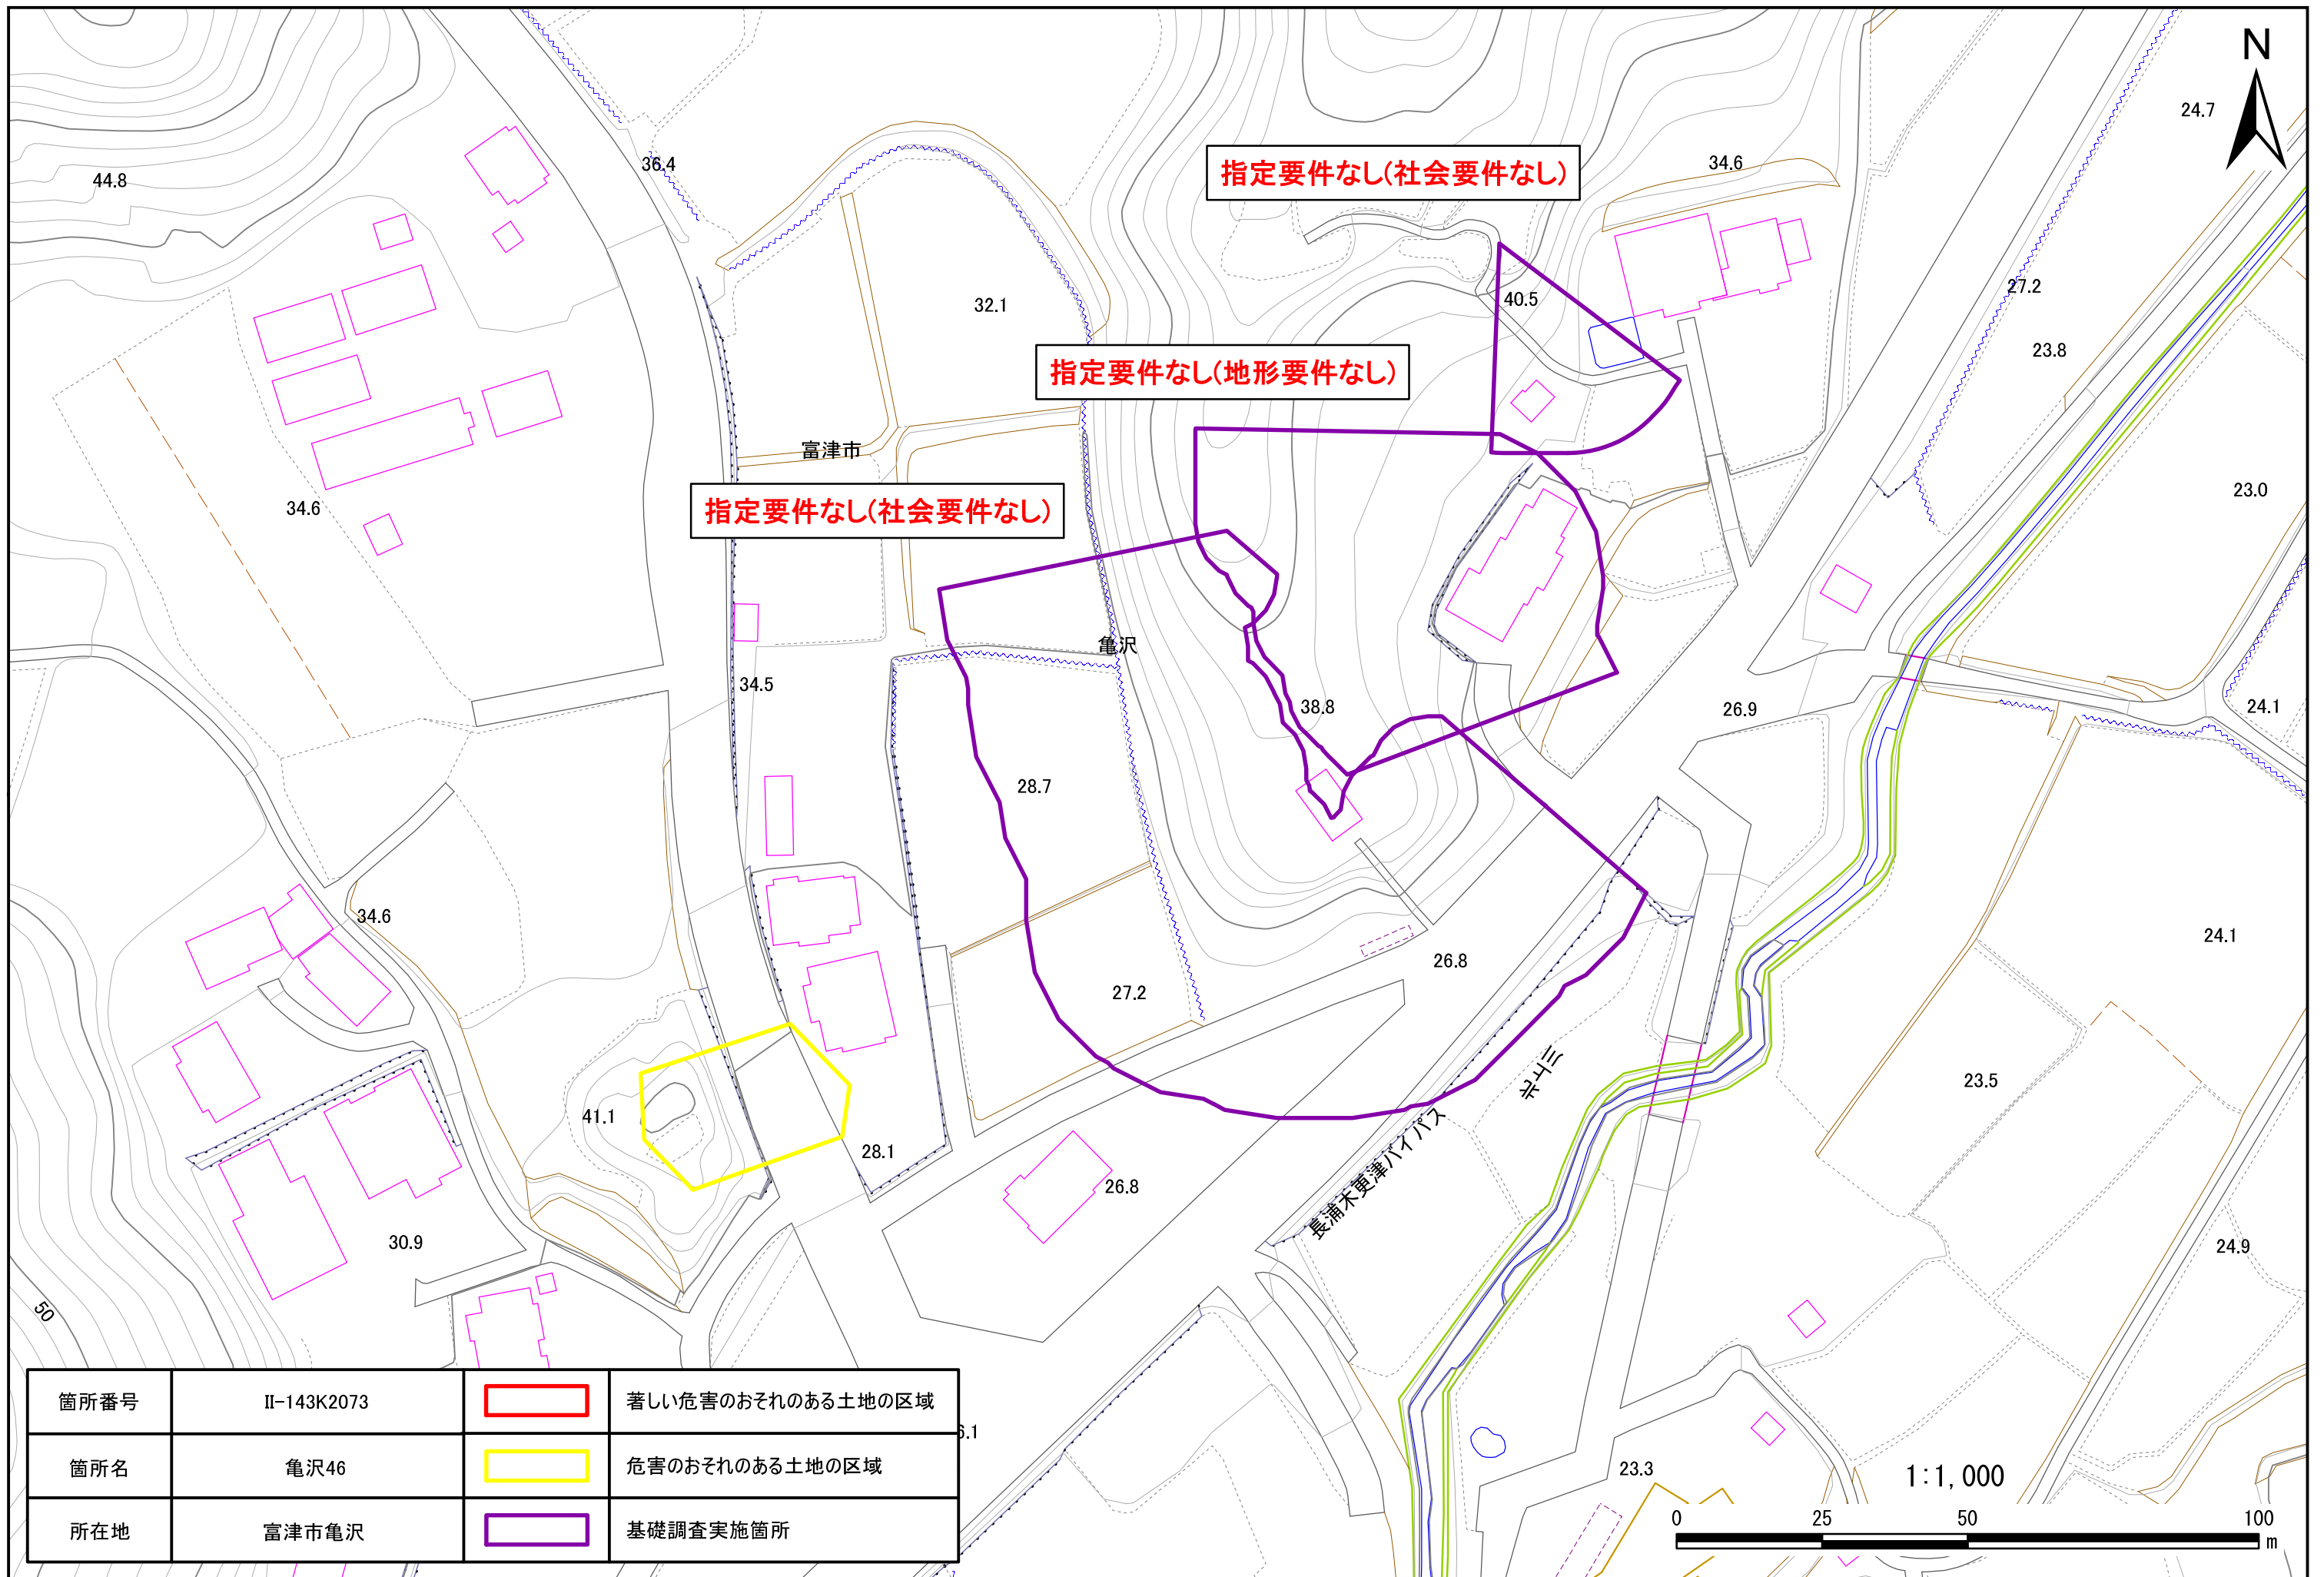 N
24.7
36.4
44.8
指定要件なし(社会要件なし)
34.6
40.5
27.2
32.1
23.8
指定要件なし(地形要件なし)
富津市
34.6
指定要件なし(社会要件なし)
23.0
亀沢
34.5
38.8
26.9
24.1
28.7
34.6
26.8
24.1
27.2
23.5
41.1
28.1
26.8
長浦木更津バイパス
30.9
24.9
50
箇所番号 II-143K2073 著しい危害のおそれのある土地の区域
箇所名 亀沢46 危害のおそれのある土地の区域
所在地 富津市亀沢 基礎調査実施箇所
6.1
23.3
1:1,000
0 25 50 100
m